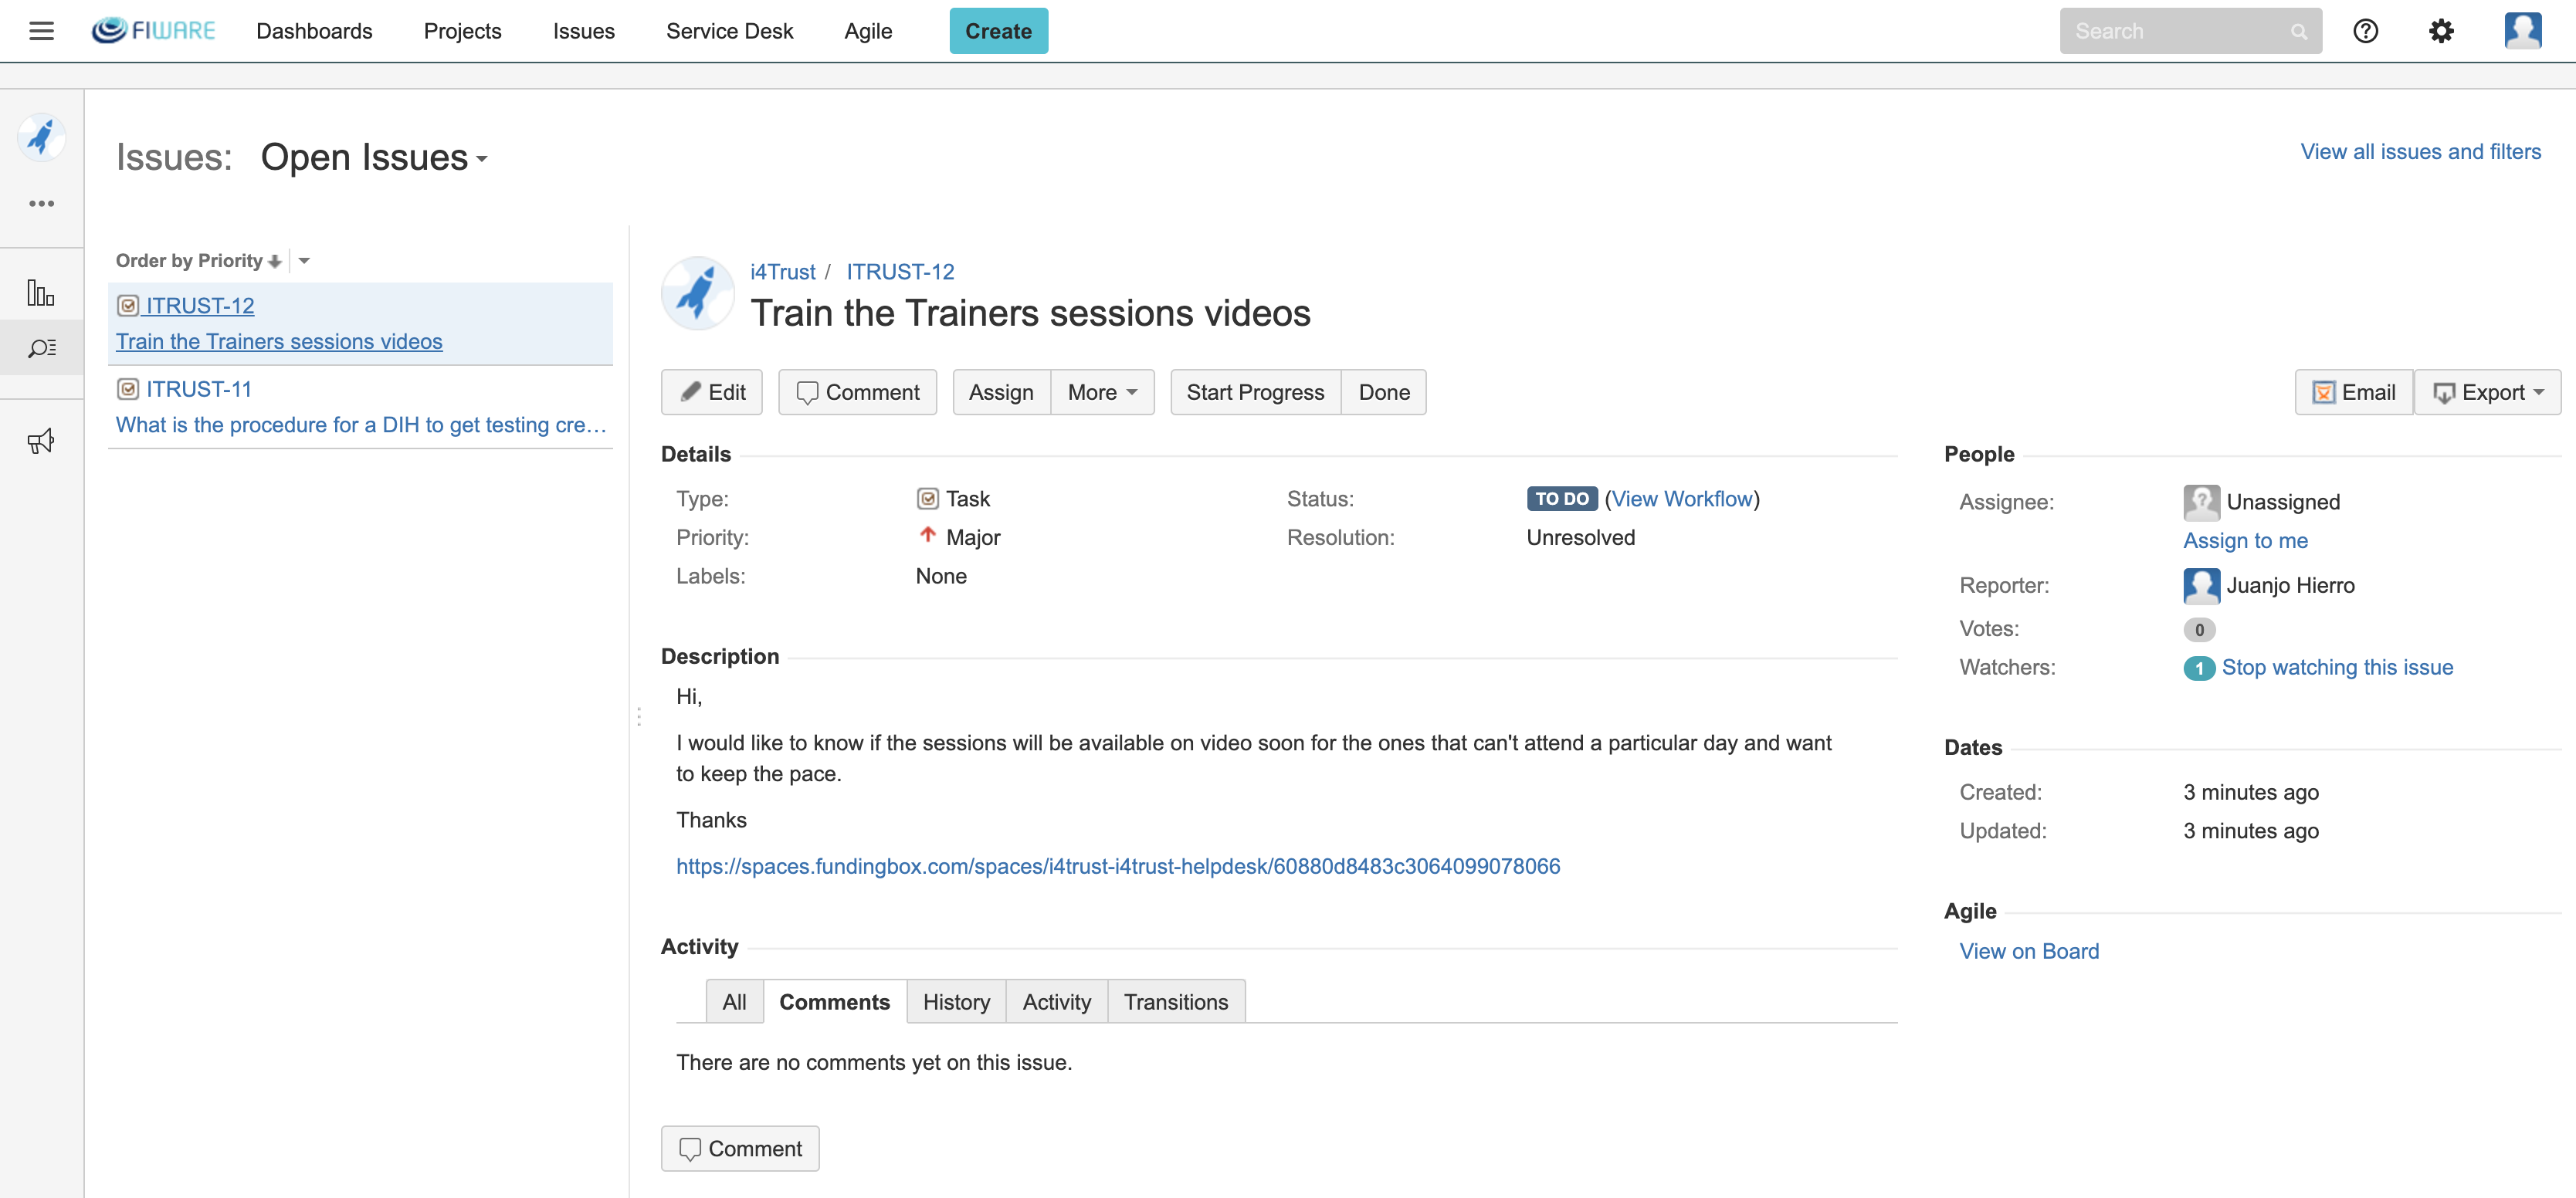 FIWARE Dashboards Projects Issues Service Desk Agile Create Search
Issues: Open Issues
View all issues and filters
Order by Priority
ITRUST-12
Train the Trainers sessions videos
ITRUST-11
What is the procedure for a DIH to get testing cre...
i4Trust / ITRUST-12
Train the Trainers sessions videos
Edit Comment Assign More Start Progress Done Email Export
Details
Type: Task
Status: TO DO (View Workflow)
Priority: Major
Resolution: Unresolved
Labels: None
Description
Hi,
I would like to know if the sessions will be available on video soon for the ones that can't attend a particular day and want
to keep the pace.
Thanks
https://spaces.fundingbox.com/spaces/i4trust-i4trust-helpdesk/60880d8483c3064099078066
Activity
All Comments History Activity Transitions
There are no comments yet on this issue.
Comment
People
Assignee: Unassigned
Assign to me
Reporter: Juanjo Hierro
Votes: 0
Watchers: 1 Stop watching this issue
Dates
Created: 3 minutes ago
Updated: 3 minutes ago
Agile
View on Board